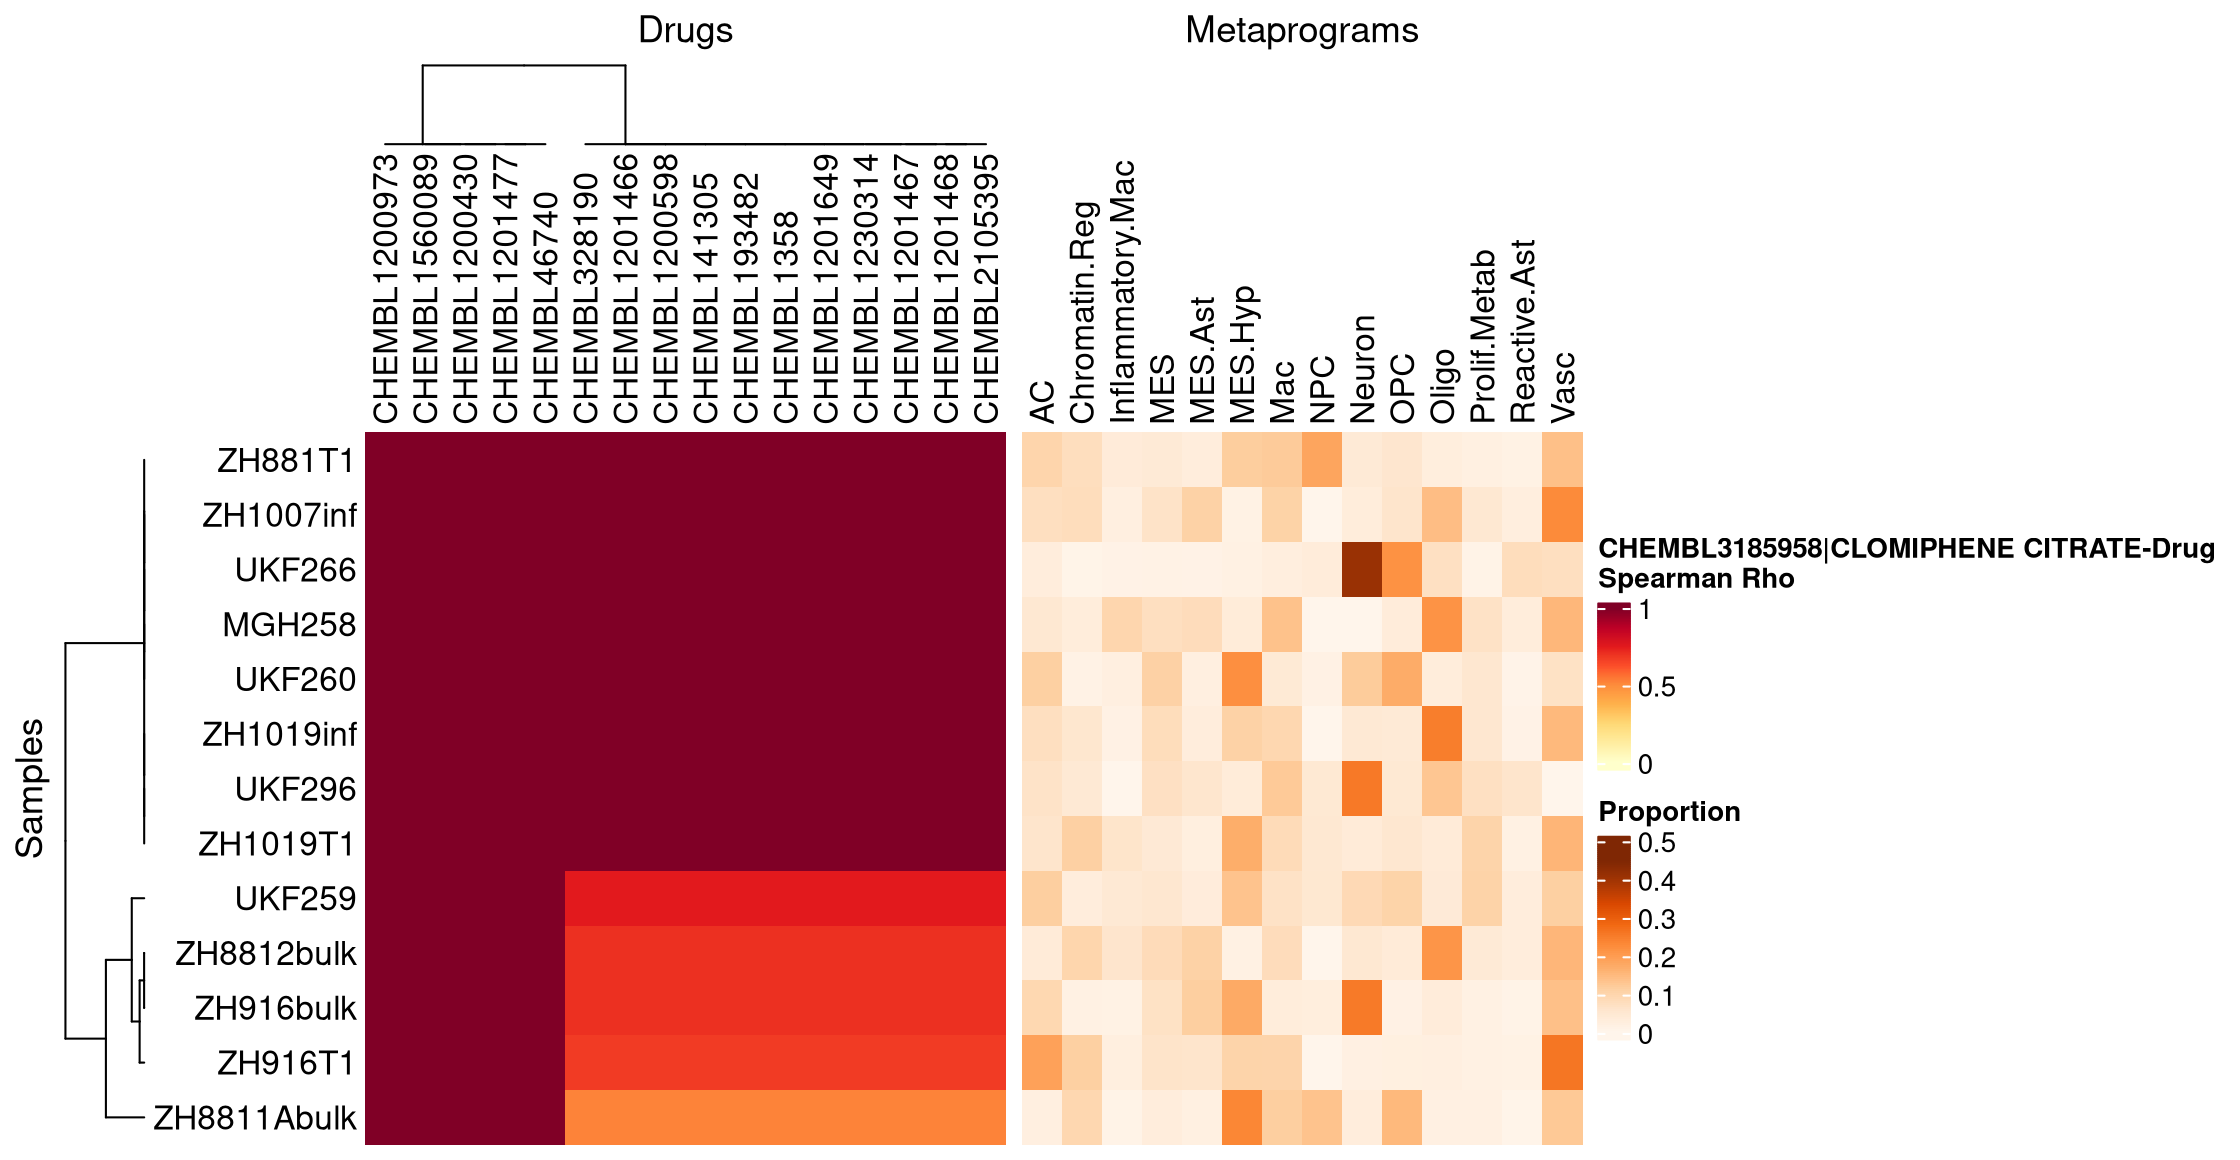 Drugs
Metaprograms
CHEMBL1200973
CHEMBL1560089
CHEMBL1200430
CHEMBL1201477
CHEMBL466740
CHEMBL328190
CHEMBL1201466
CHEMBL1200598
CHEMBL141305
CHEMBL193482
CHEMBL1358
CHEMBL1201649
CHEMBL1230314
CHEMBL1201467
CHEMBL1201468
CHEMBL2105395
AC
Chromatin.Reg
Inflammatory.Mac
MES
MES.Ast
MES.Hyp
Mac
NPC
Neuron
OPC
Oligo
Prolif.Metab
Reactive.Ast
Vasc
Samples
ZH881T1
ZH1007inf
UKF266
MGH258
UKF260
ZH1019inf
UKF296
ZH1019T1
UKF259
ZH8812bulk
ZH916bulk
ZH916T1
ZH8811Abulk
CHEMBL3185958|CLOMIPHENE CITRATE-Drug
Spearman Rho
1
0.5
0
Proportion
0.5
0.4
0.3
0.2
0.1
0